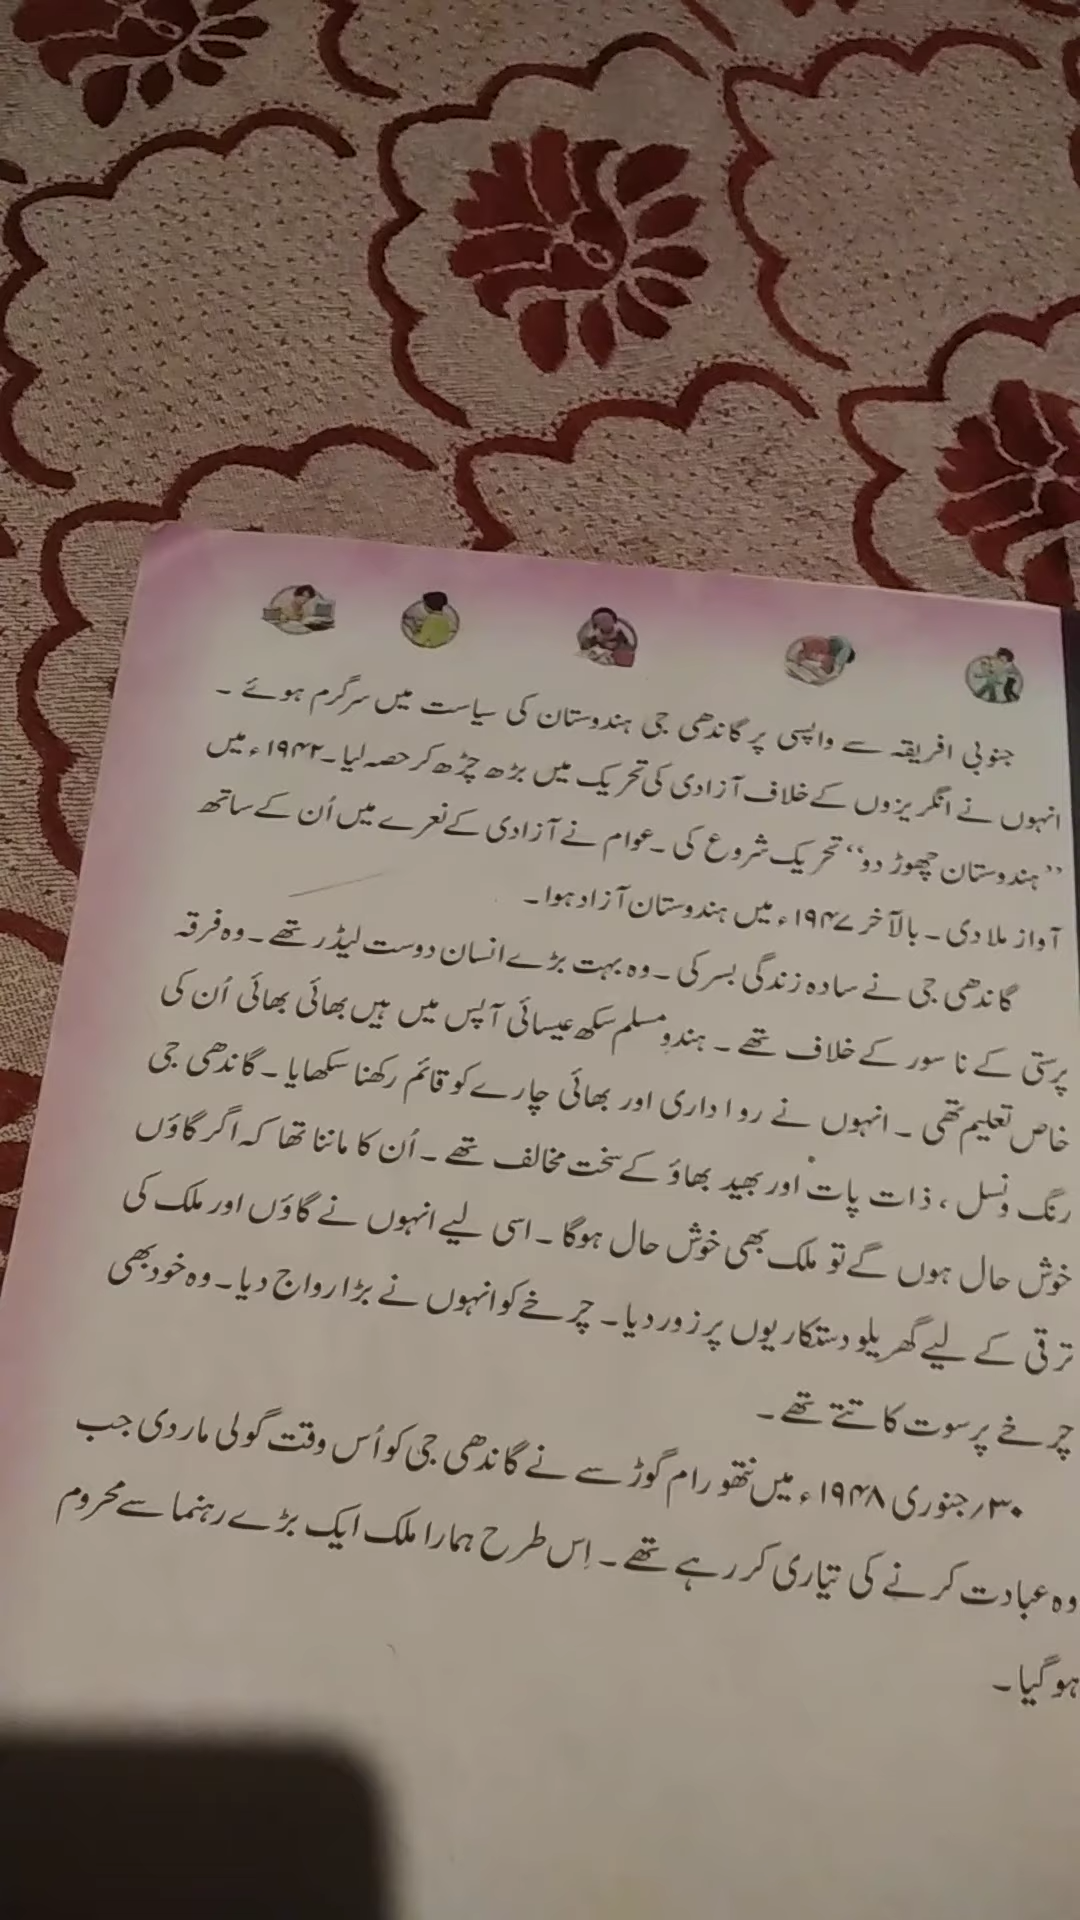 جنوبی افریقہ سے واپسی پر گاندھی جی ہندوستان کی سیاست میں سرگرم ہوئے ۔
انہوں نے انگریزوں کے خلاف آزادی کی تحریک میں بڑھ چڑھ کر حصہ لیا۔ ۱۹۴۲ء میں
”ہندوستان چھوڑ دو“ تحریک شروع کی ۔عوام نے آزادی کے نعرے میں اُن کے ساتھ
آواز ملا دی ۔ بالآخر ۱۹۴۷ء میں ہندوستان آزاد ہوا۔
گاندھی جی نے سادہ زندگی بسر کی ۔ وہ بہت بڑے انسان دوست لیڈر تھے ۔ وہ فرقہ
پرستی کے ناسور کے خلاف تھے ۔ ہندو مسلم سکھ عیسائی آپس میں ہیں بھائی بھائی اُن کی
خاص تعلیم تھی ۔ انہوں نے رواداری اور بھائی چارے کو قائم رکھنا سکھایا ۔ گاندھی جی
رنگ و نسل ، ذات پات اور بھید بھاؤ کے سخت مخالف تھے ۔ اُن کا ماننا تھا کہ اگر گاؤں
خوش حال ہوں گے تو ملک بھی خوش حال ہوگا ۔ اسی لیے انہوں نے گاؤں اور ملک کی
ترقی کے لیے گھریلو دستکاریوں پر زور دیا۔ چرخے کو انہوں نے بڑا رواج دیا۔ وہ خود بھی
چرخے پر سوت کاتتے تھے ۔
۳۰؍جنوری ۱۹۴۸ء میں نتھو رام گوڑسے نے گاندھی جی کو اُس وقت گولی مار دی جب
وہ عبادت کرنے کی تیاری کر رہے تھے ۔ اِس طرح ہمارا ملک ایک بڑے رہنما سے محروم
ہو گیا ۔